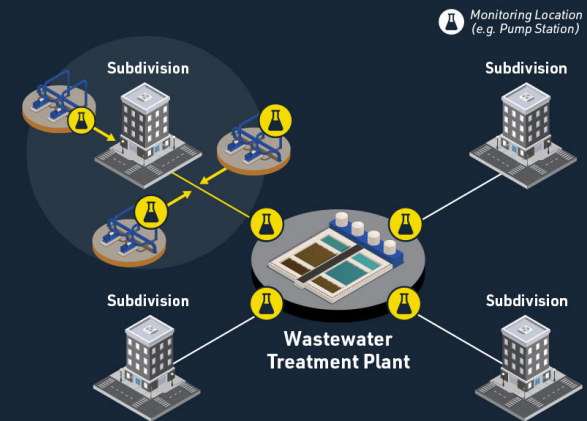 Monitoring Location
(e.g. Pump Station)
Subdivision
Subdivision
Subdivision
Subdivision
Wastewater
Treatment Plant